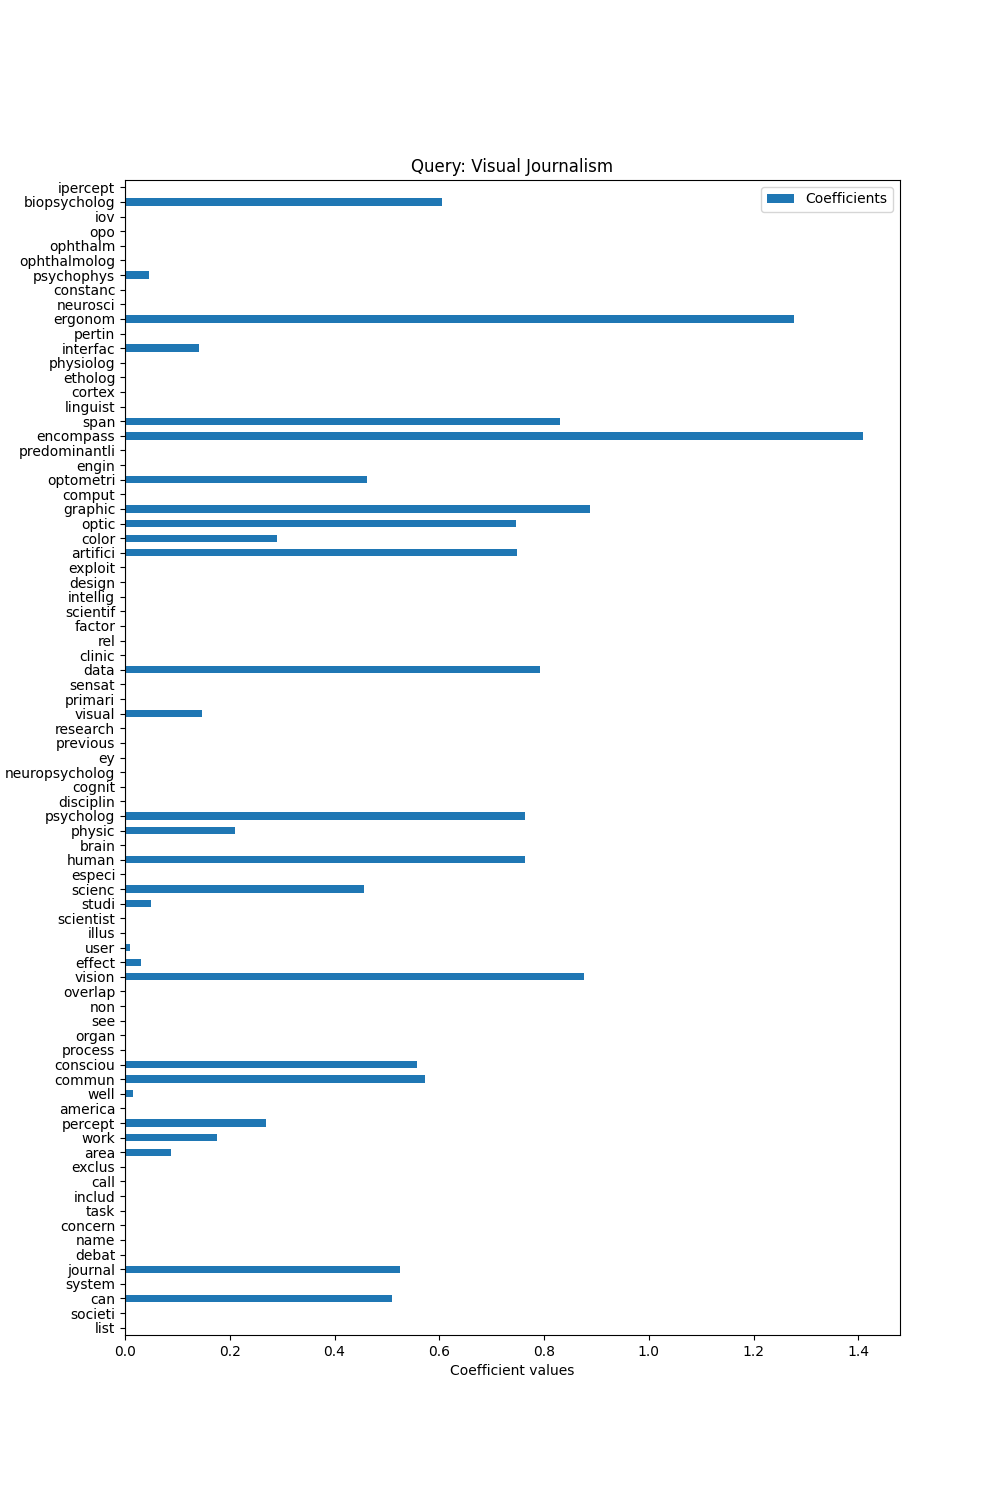 Query: Visual Journalism
Coefficients
ipercept
biopsycholog
iov
opo
ophthalm
ophthalmolog
psychophys
constanc
neurosci
ergonom
pertin
interfac
physiolog
etholog
cortex
linguist
span
encompass
predominantli
engin
optometri
comput
graphic
optic
color
artifici
exploit
design
intellig
scientif
factor
rel
clinic
data
sensat
primari
visual
research
previous
ey
neuropsycholog
cognit
disciplin
psycholog
physic
brain
human
especi
scienc
studi
scientist
illus
user
effect
vision
overlap
non
see
organ
process
consciou
commun
well
america
percept
work
area
exclus
call
includ
task
concern
name
debat
journal
system
can
societi
list
0.0 0.2 0.4 0.6 0.8 1.0 1.2 1.4
Coefficient values